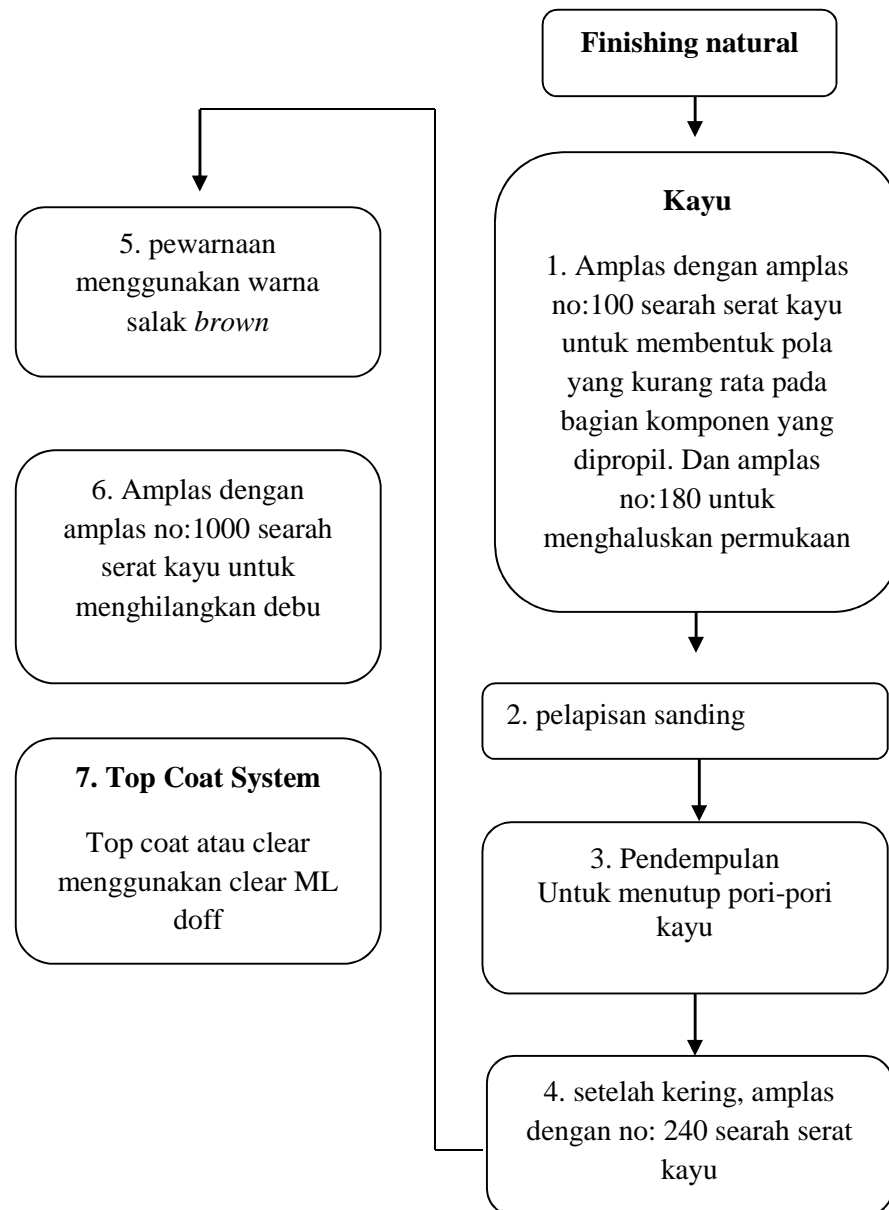 Finishing natural
Kayu
1. Amplas dengan amplas
no:100 searah serat kayu
untuk membentuk pola
yang kurang rata pada
bagian komponen yang
dipropil. Dan amplas
no:180 untuk
menghaluskan permukaan
2. pelapisan sanding
3. Pendempulan
Untuk menutup pori-pori
kayu
4. setelah kering, amplas
dengan no: 240 searah serat
kayu
5. pewarnaan
menggunakan warna
salak brown
6. Amplas dengan
amplas no:1000 searah
serat kayu untuk
menghilangkan debu
7. Top Coat System
Top coat atau clear
menggunakan clear ML
doff